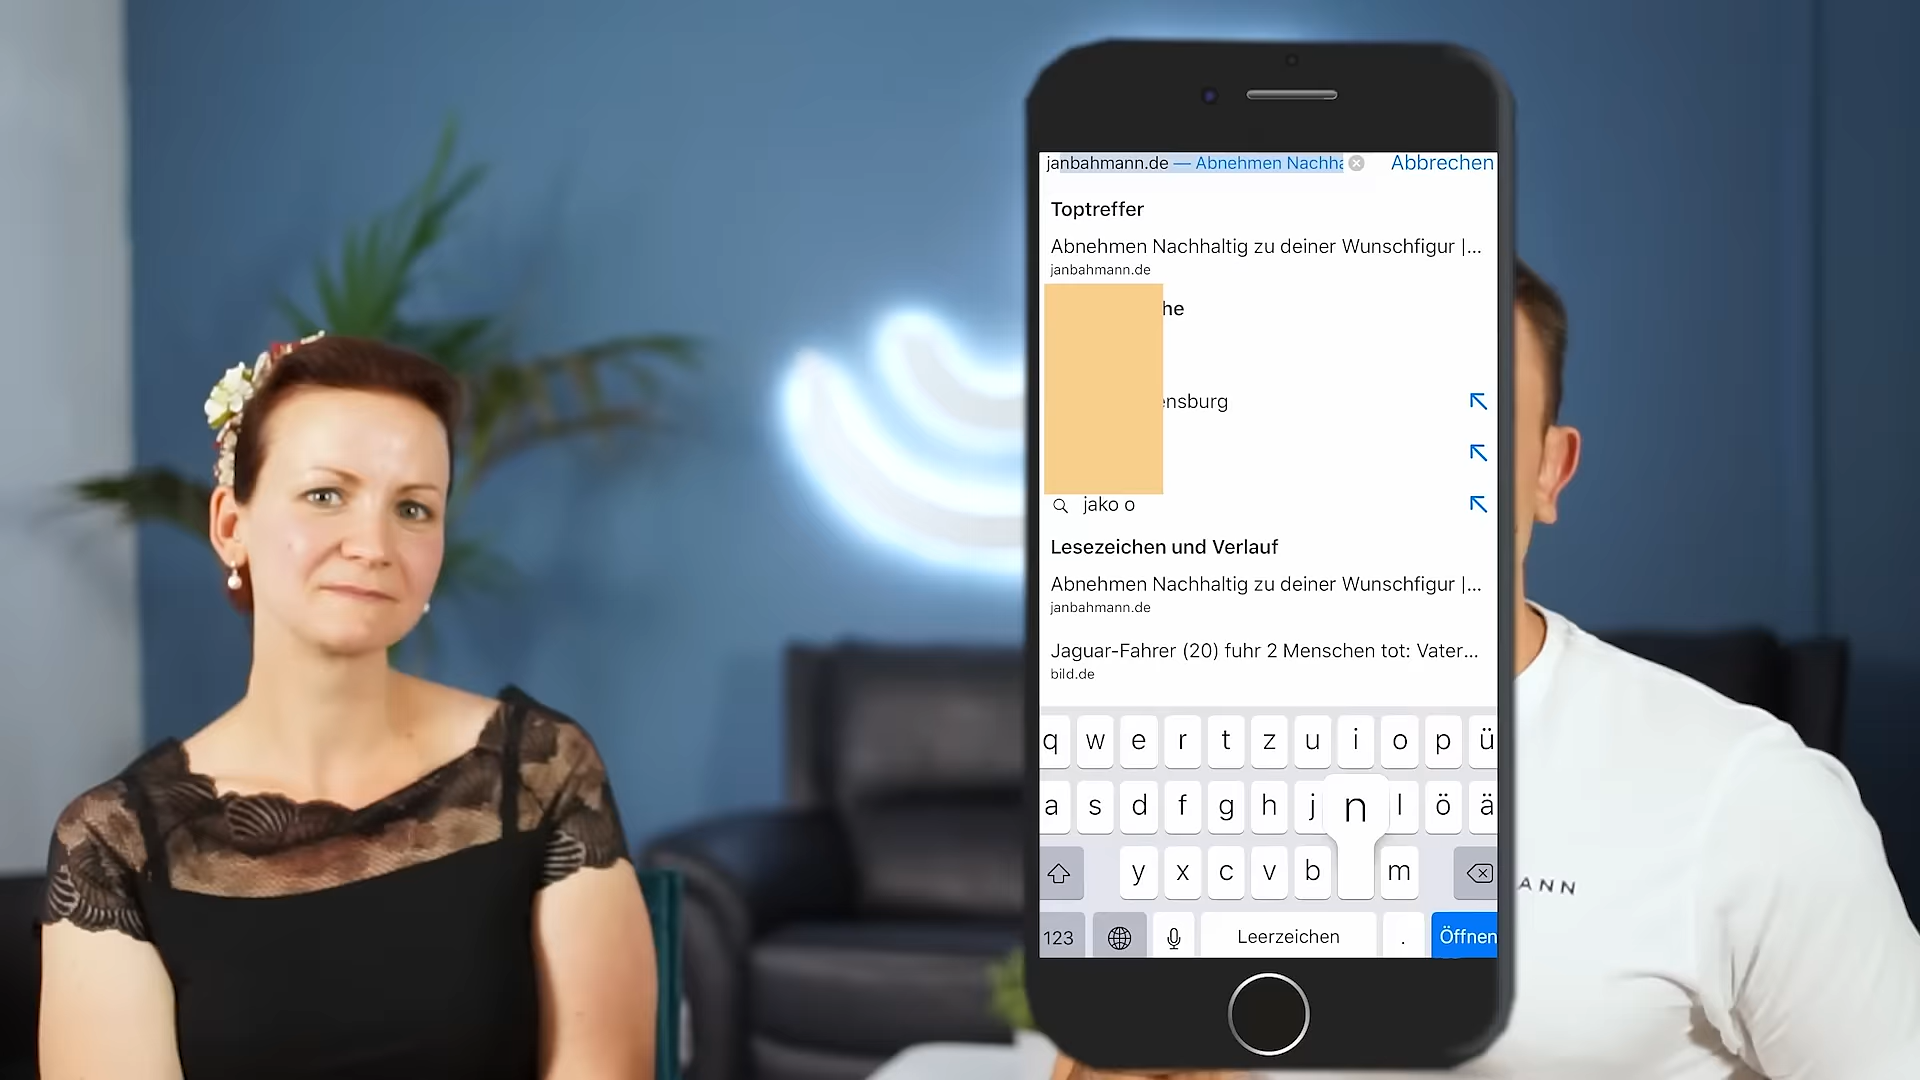 janbahmann.de — Abnehmen Nachha
Abbrechen
Toptreffer
Abnehmen Nachhaltig zu deiner Wunschfigur |...
janbahmann.de
he
ensburg
jako o
Lesezeichen und Verlauf
Abnehmen Nachhaltig zu deiner Wunschfigur |...
janbahmann.de
Jaguar-Fahrer (20) fuhr 2 Menschen tot: Vater...
bild.de
q w e r t z u i o p ü
a s d f g h j n l ö ä
y x c v b m
123 Leerzeichen . Öffnen
ANN